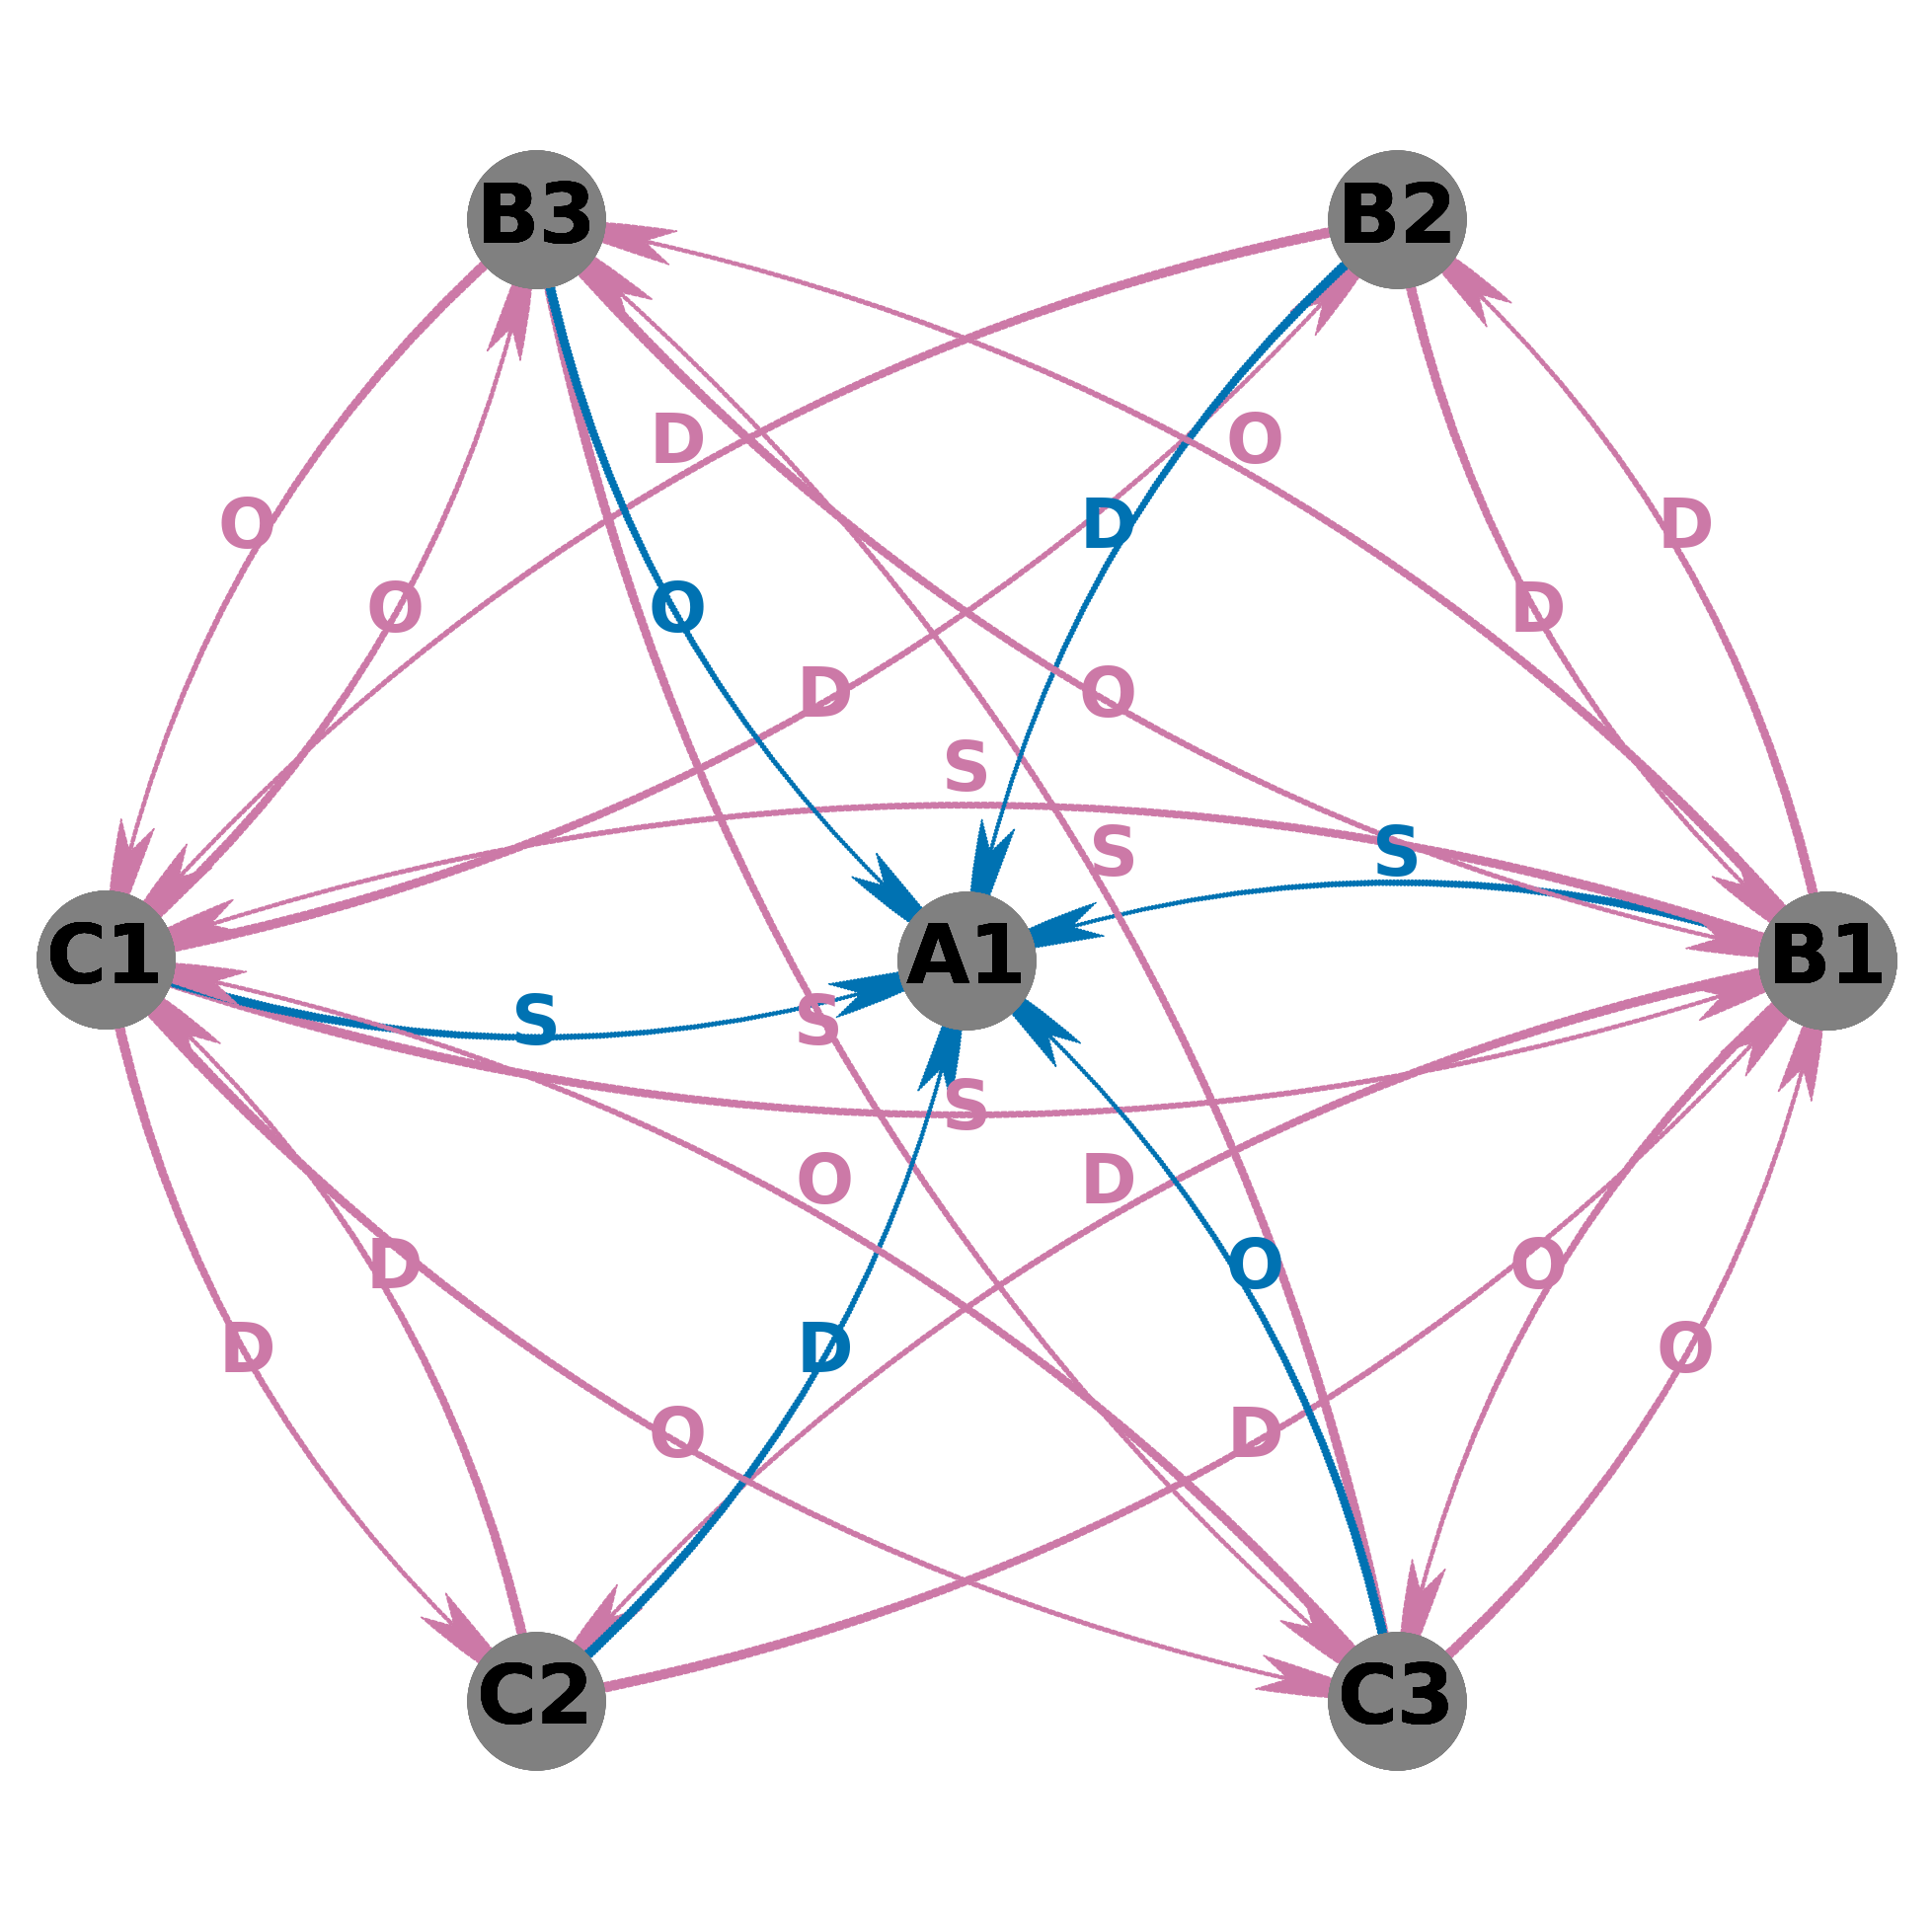 B3 B2
D O
O D D
O O D
D O
S
S S
C1 A1 B1
S S
S
O D
D O O
D D O
O D
C2 C3